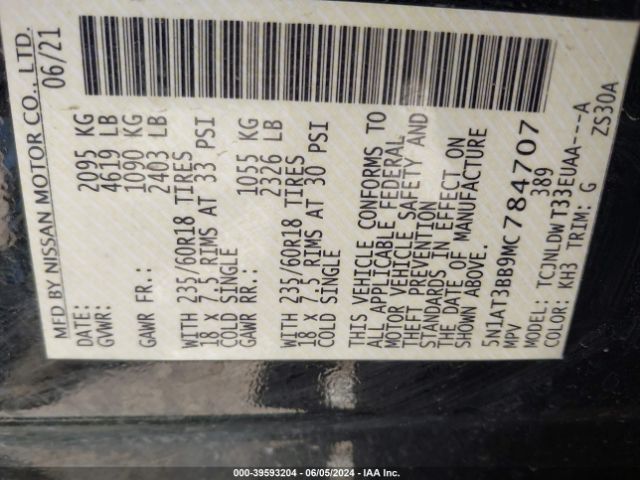 MFD BY NISSAN MOTOR CO., LTD.
DATE: 06/21
GVWR: 2095 KG
4619 LB
GAWR FR.: 1090 KG
2403 LB
WITH 235/60R18 TIRES
18 X 7.5 RIMS AT 33 PSI
COLD SINGLE
GAWR RR.: 1055 KG
2326 LB
WITH 235/60R18 TIRES
18 X 7.5 RIMS AT 30 PSI
COLD SINGLE
THIS VEHICLE CONFORMS TO
ALL APPLICABLE FEDERAL
MOTOR VEHICLE SAFETY AND
THEFT PREVENTION
STANDARDS IN EFFECT ON
THE DATE OF MANUFACTURE
SHOWN ABOVE.
5N1AT3BB9MC784707
MPV 389
MODEL: TCJNLDW T33EUAA---A
COLOR: KH3 TRIM: G ZS30A
000-39593204 | 06/05/2024 - IAA Inc.